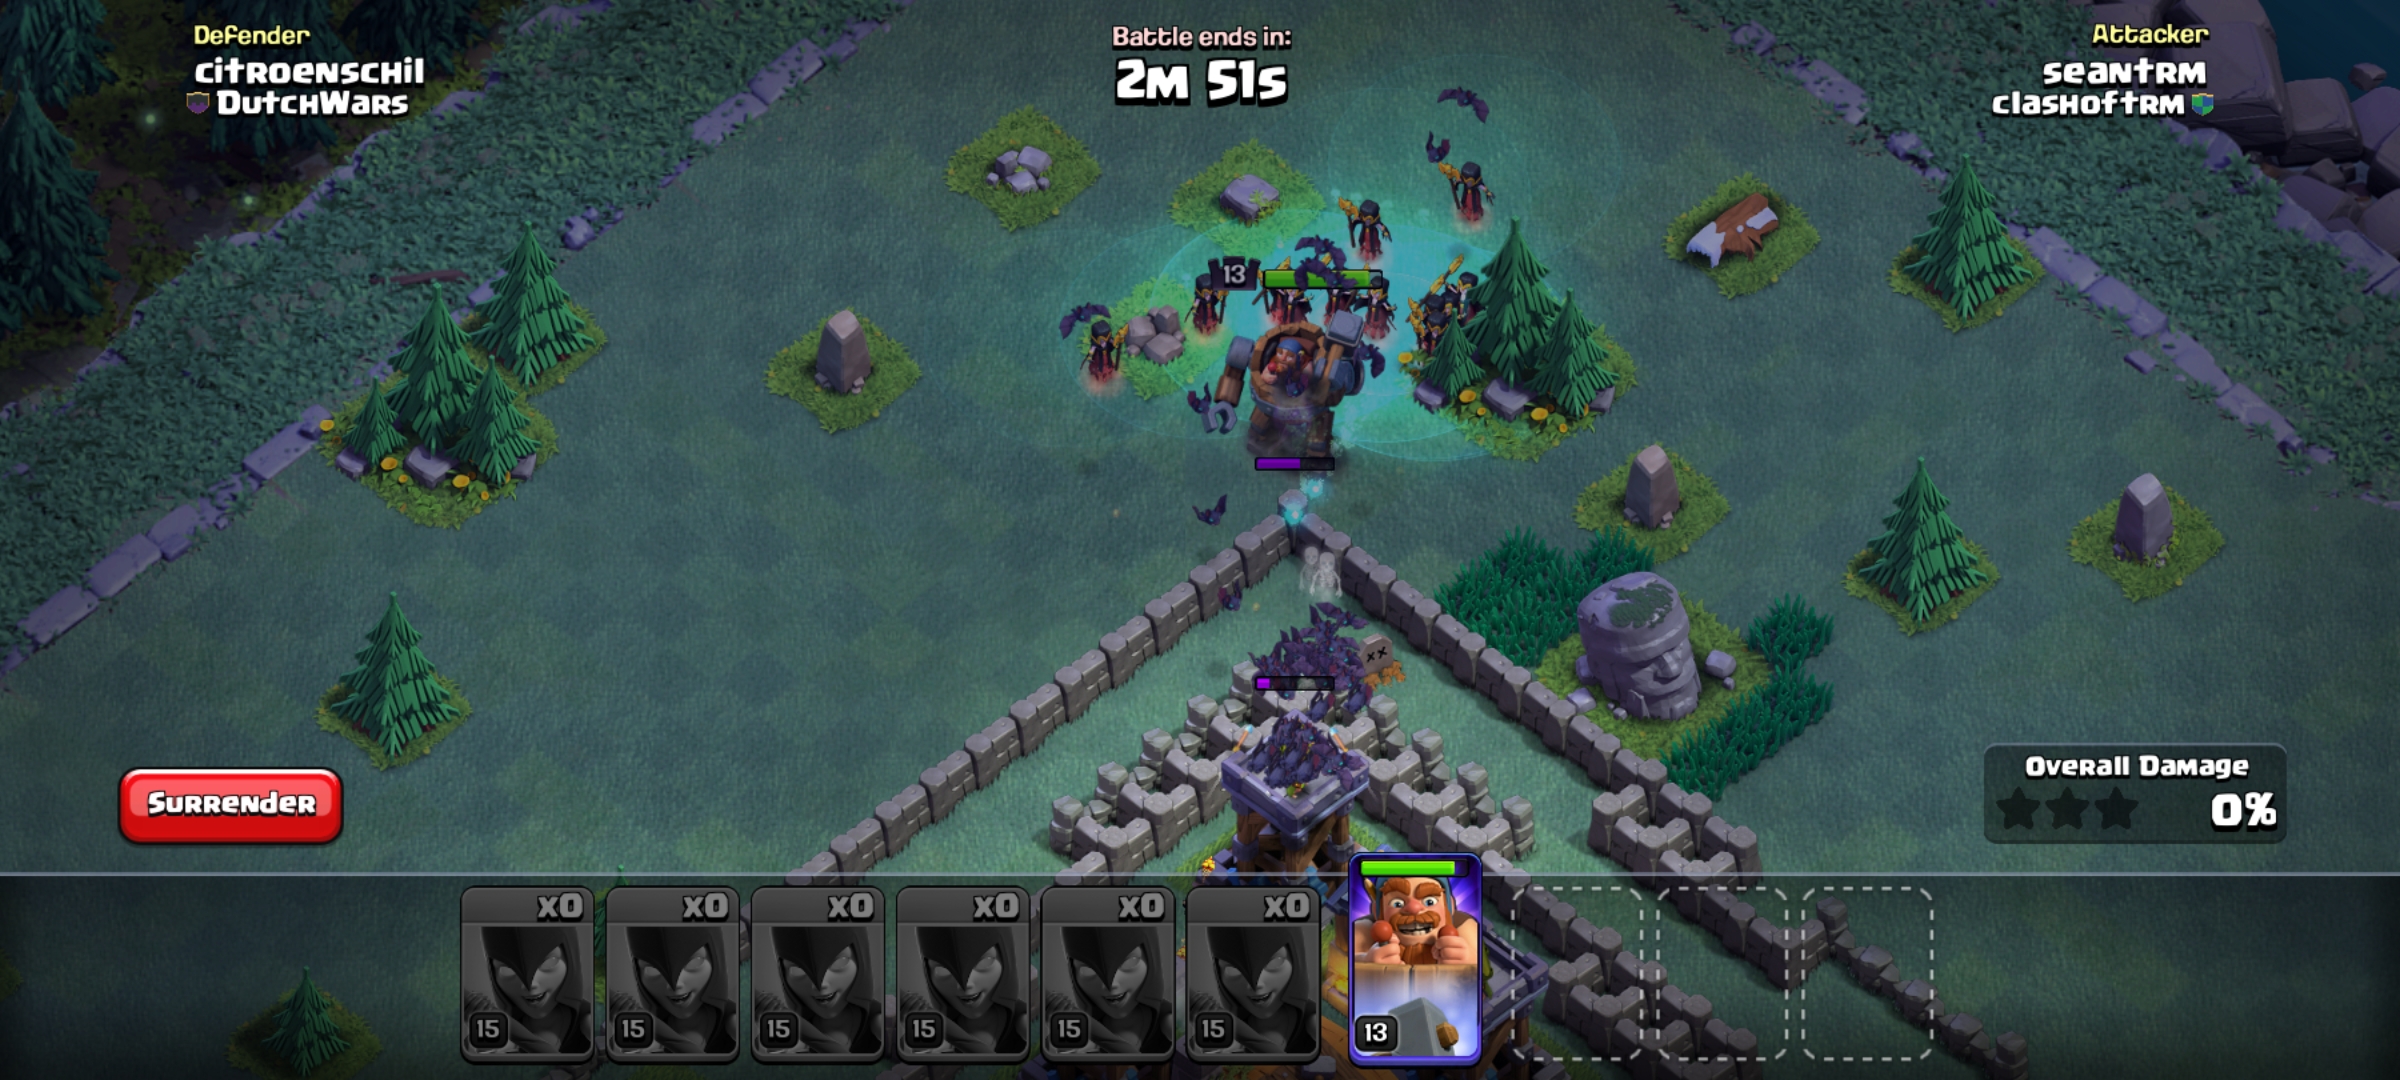 Defender
citroenschil
DutchWars
Battle ends in:
2M 51s
Attacker
seantrm
clashoftrm
13
xx
Surrender
Overall Damage
0%
x0
x0
x0
x0
x0
x0
15
15
15
15
15
15
13